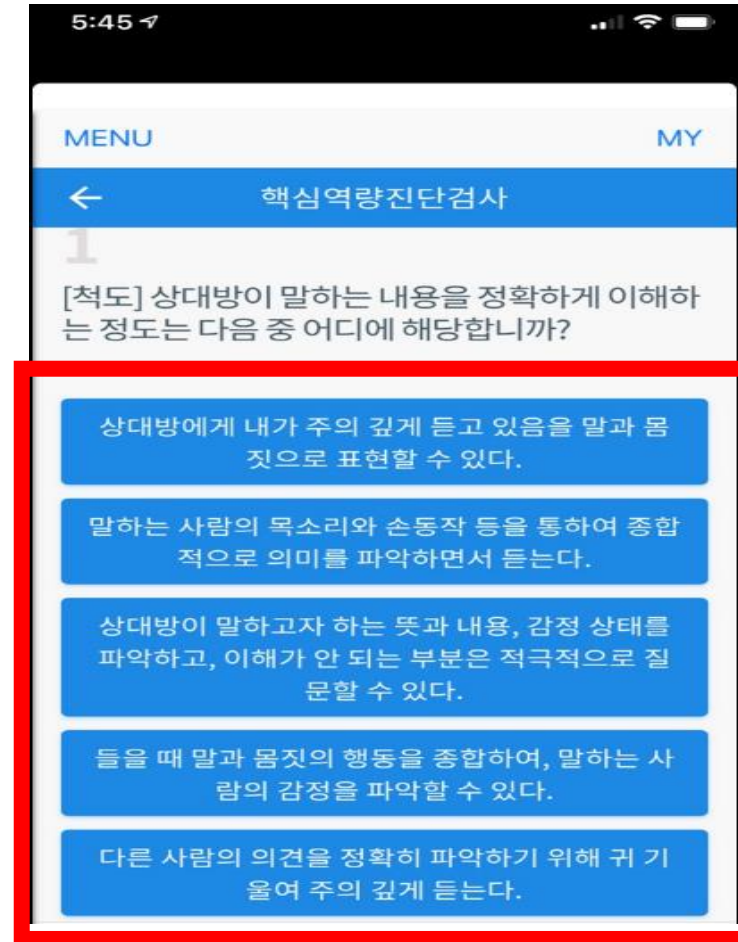 5:45
MENU
MY
핵심역량진단검사
1
[척도] 상대방이 말하는 내용을 정확하게 이해하
는 정도는 다음 중 어디에 해당합니까?
상대방에게 내가 주의 깊게 듣고 있음을 말과 몸
짓으로 표현할 수 있다.
말하는 사람의 목소리와 손동작 등을 통하여 종합
적으로 의미를 파악하면서 듣는다.
상대방이 말하고자 하는 뜻과 내용, 감정 상태를
파악하고, 이해가 안 되는 부분은 적극적으로 질
문할 수 있다.
들을 때 말과 몸짓의 행동을 종합하여, 말하는 사
람의 감정을 파악할 수 있다.
다른 사람의 의견을 정확히 파악하기 위해 귀 기
울여 주의 깊게 듣는다.